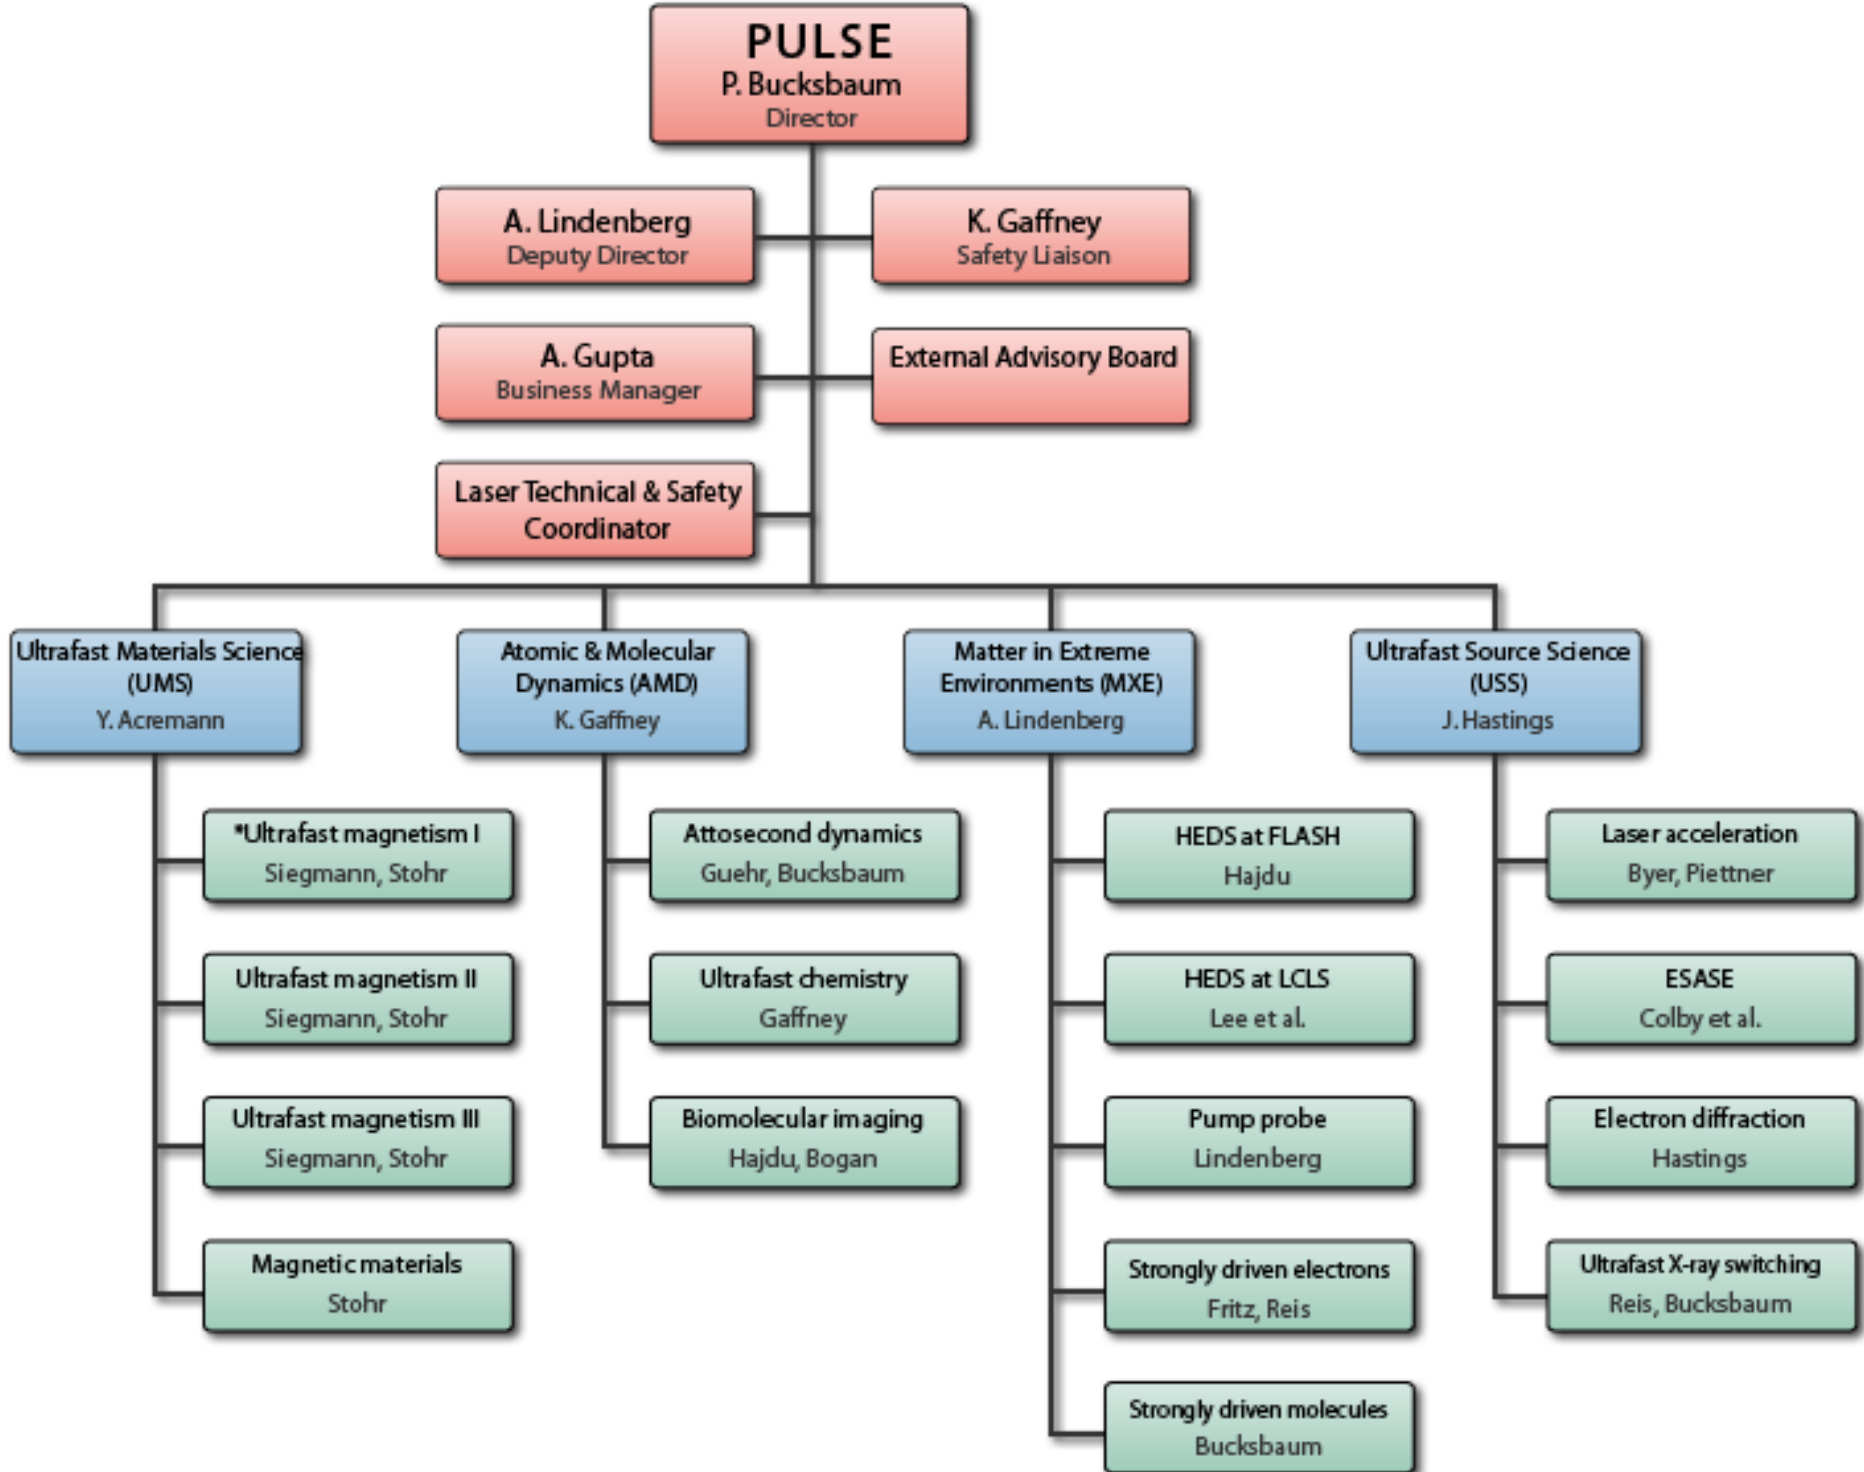 PULSE
P. Bucksbaum
Director
A. Lindenberg
Deputy Director
K. Gaffney
Safety Liaison
A. Gupta
Business Manager
External Advisory Board
Laser Technical & Safety
Coordinator
Ultrafast Materials Science
(UMS)
Y. Acremann
Atomic & Molecular
Dynamics (AMD)
K. Gaffney
Matter in Extreme
Environments (MXE)
A. Lindenberg
Ultrafast Source Science
(USS)
J. Hastings
*Ultrafast magnetism I
Siegmann, Stohr
Ultrafast magnetism II
Siegmann, Stohr
Ultrafast magnetism III
Siegmann, Stohr
Magnetic materials
Stohr
Attosecond dynamics
Guehr, Bucksbaum
Ultrafast chemistry
Gaffney
Biomolecular imaging
Hajdu, Bogan
HEDS at FLASH
Hajdu
HEDS at LCLS
Lee et al.
Pump probe
Lindenberg
Strongly driven electrons
Fritz, Reis
Strongly driven molecules
Bucksbaum
Laser acceleration
Byer, Piettner
ESASE
Colby et al.
Electron diffraction
Hastings
Ultrafast X-ray switching
Reis, Bucksbaum